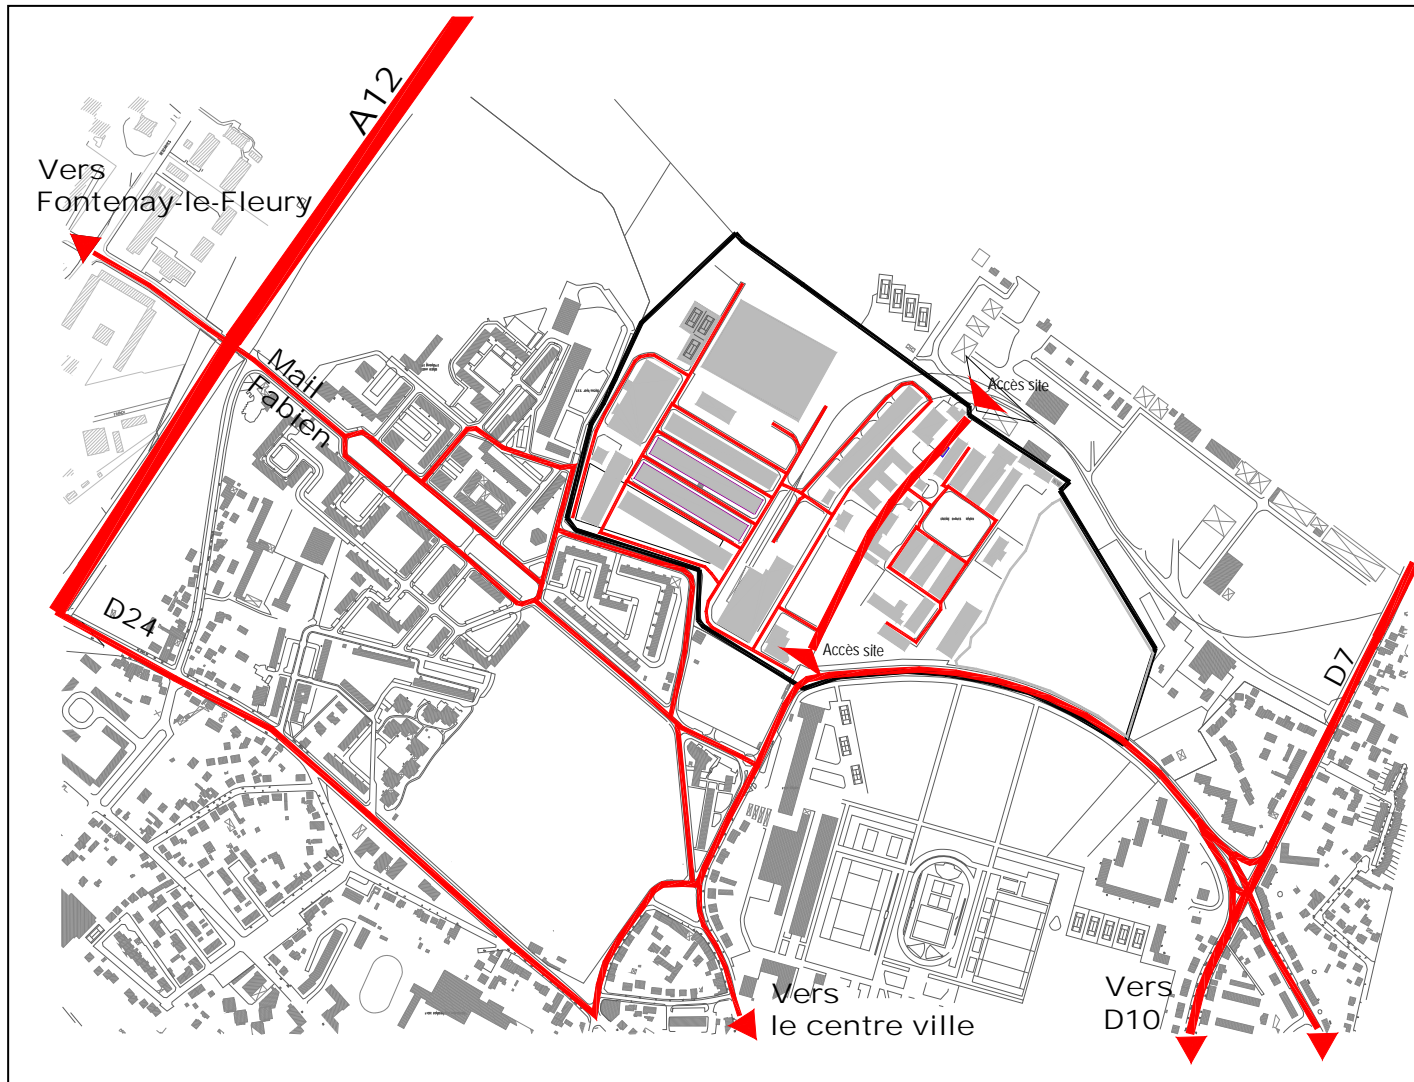 A12
Vers
Fontenay-le-Fleury
Mail
Fabien
Accès site
Accès site
D24
D7
Vers
le centre ville
Vers
D10